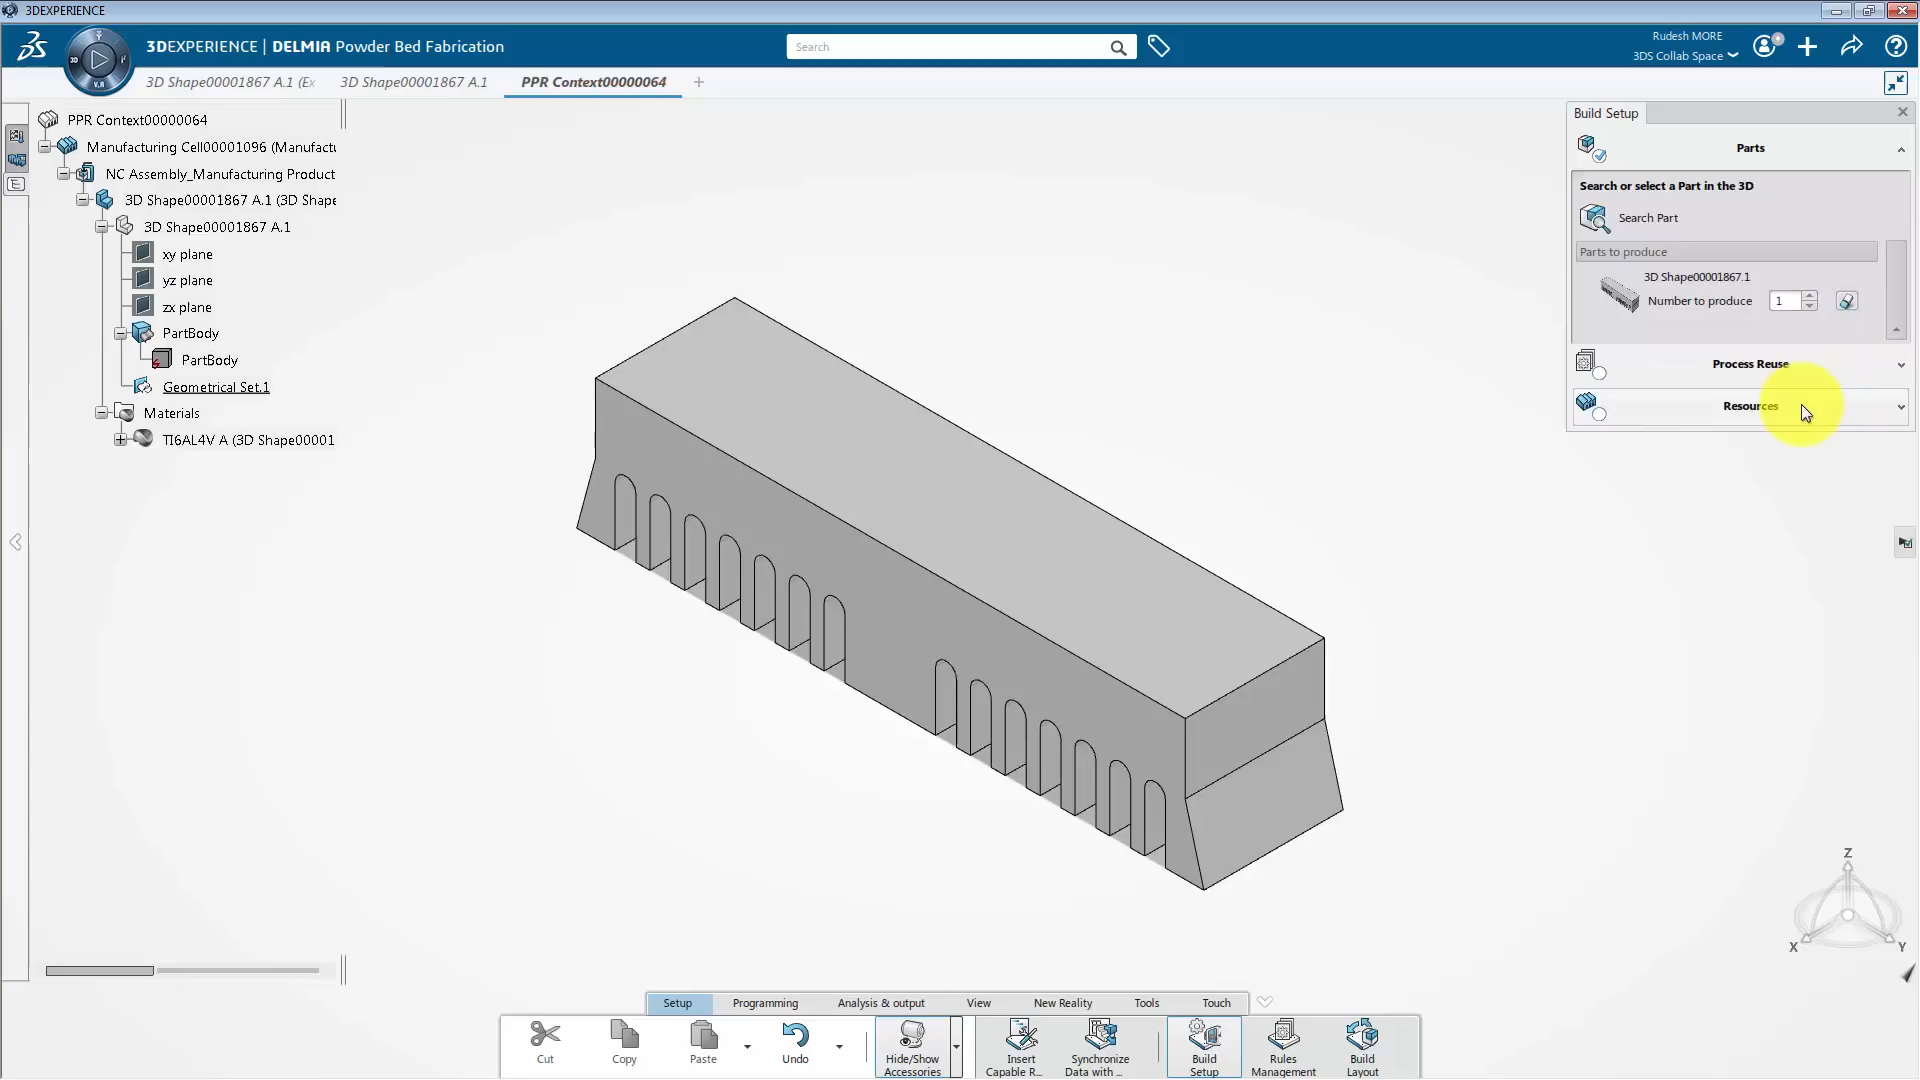 3DEXPERIENCE
3DEXPERIENCE | DELMIA Powder Bed Fabrication
Search
Rudesh MORE
3DS Collab Space
3D
V.R
3D Shape00001867 A.1 (Ex
3D Shape00001867 A.1
PPR Context00000064
PPR Context00000064
Manufacturing Cell00001096 (Manufactu
NC Assembly_Manufacturing Product
3D Shape00001867 A.1 (3D Shape
3D Shape00001867 A.1
xy plane
yz plane
zx plane
PartBody
PartBody
Geometrical Set.1
Materials
TI6AL4V A (3D Shape00001
Build Setup
Parts
Search or select a Part in the 3D
Search Part
Parts to produce
3D Shape00001867.1
Number to produce 1
Process Reuse
Resources
Z
X
Y
Setup Programming Analysis & output View New Reality Tools Touch
Cut
Copy
Paste
Undo
Hide/Show
Accessories
Insert
Capable R...
Synchronize
Data with ...
Build
Setup
Rules
Management
Build
Layout